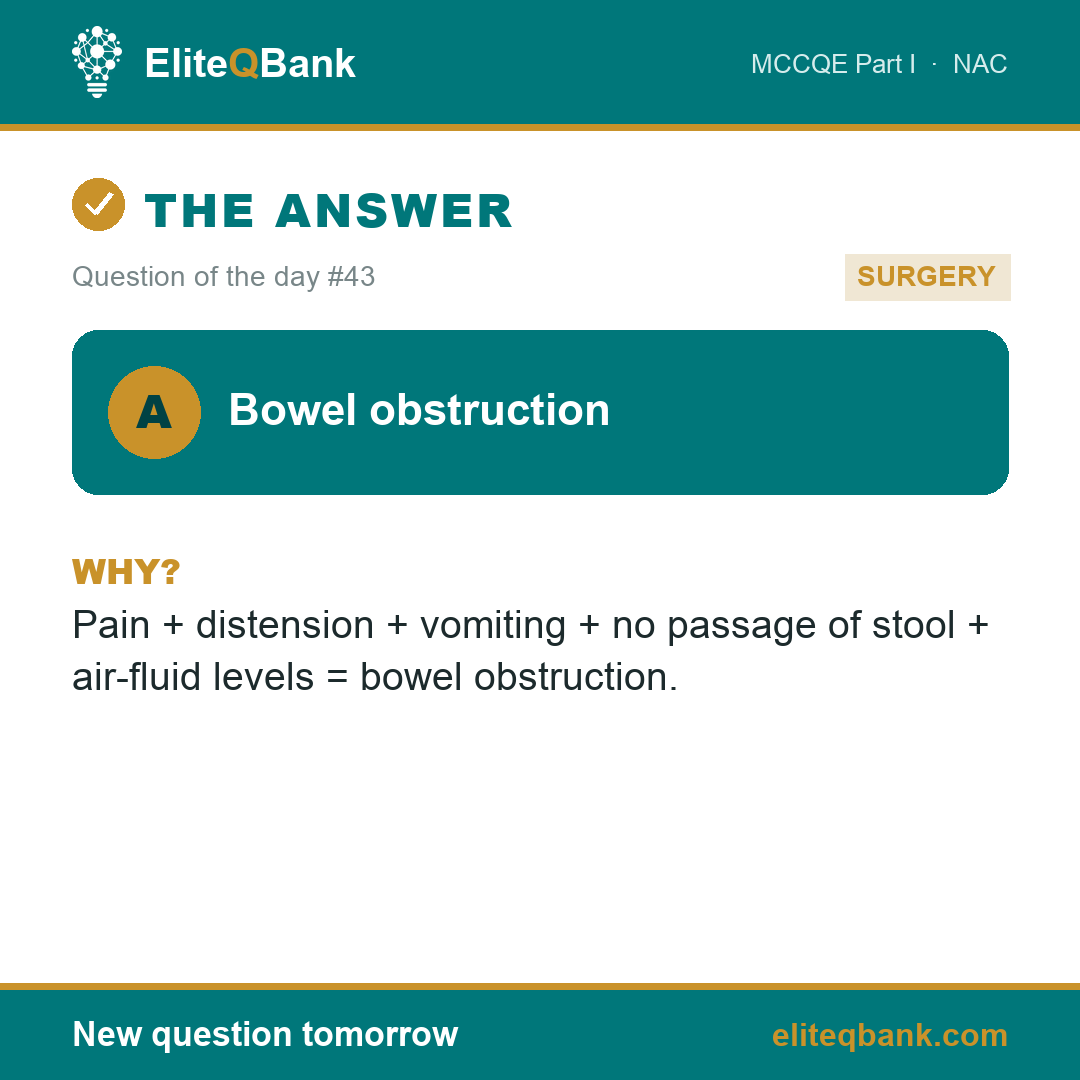 EliteQBank
MCCQE Part I · NAC
THE ANSWER
Question of the day #43
SURGERY
A
Bowel obstruction
WHY?
Pain + distension + vomiting + no passage of stool +
air-fluid levels = bowel obstruction.
New question tomorrow
eliteqbank.com